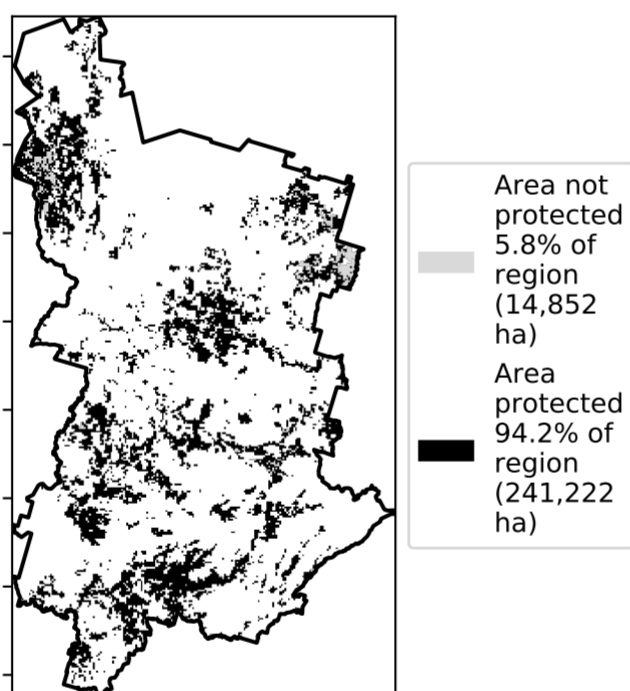 Area not
protected
5.8% of
region
(14,852
ha)
Area
protected
94.2% of
region
(241,222
ha)